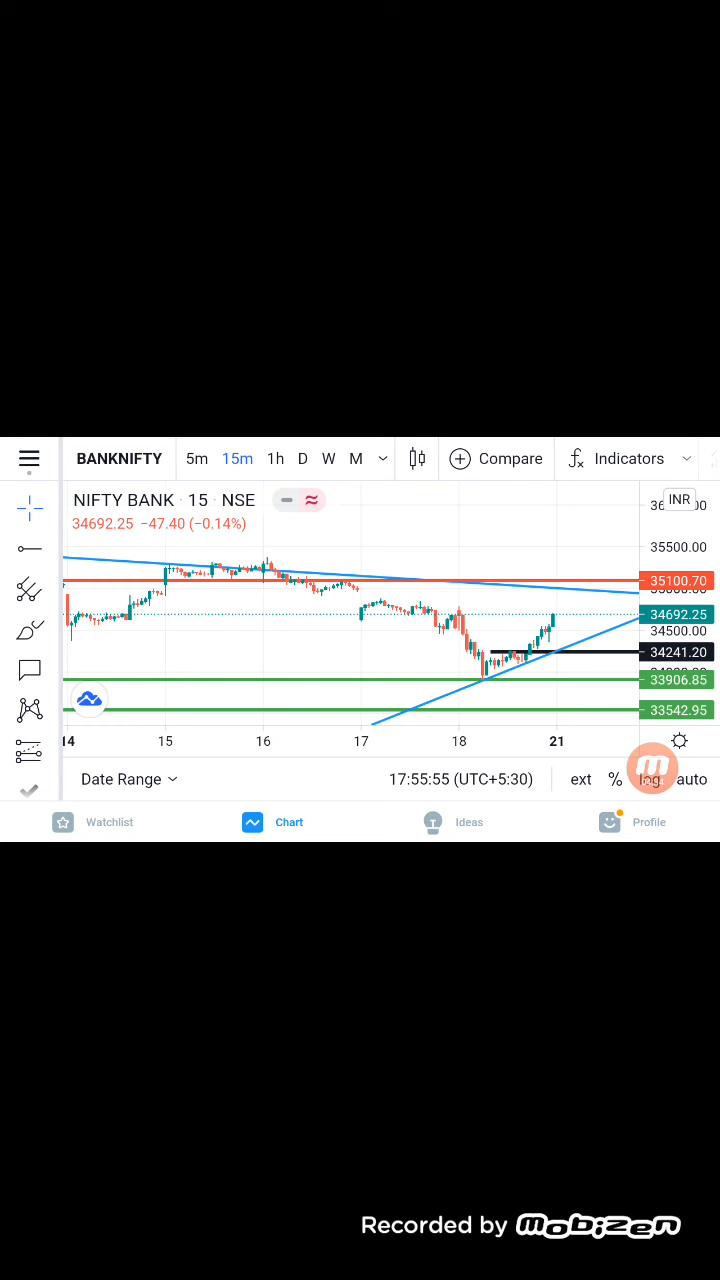 BANKNIFTY 5m 15m 1h D W M Compare Indicators
NIFTY BANK · 15 · NSE
INR
34692.25 −47.40 (−0.14%)
35500.00
35100.70
34692.25
34500.00
34241.20
33906.85
33542.95
14 15 16 17 18 21
Date Range 17:55:55 (UTC+5:30) ext % log auto
Watchlist Chart Ideas Profile
Recorded by mobizen